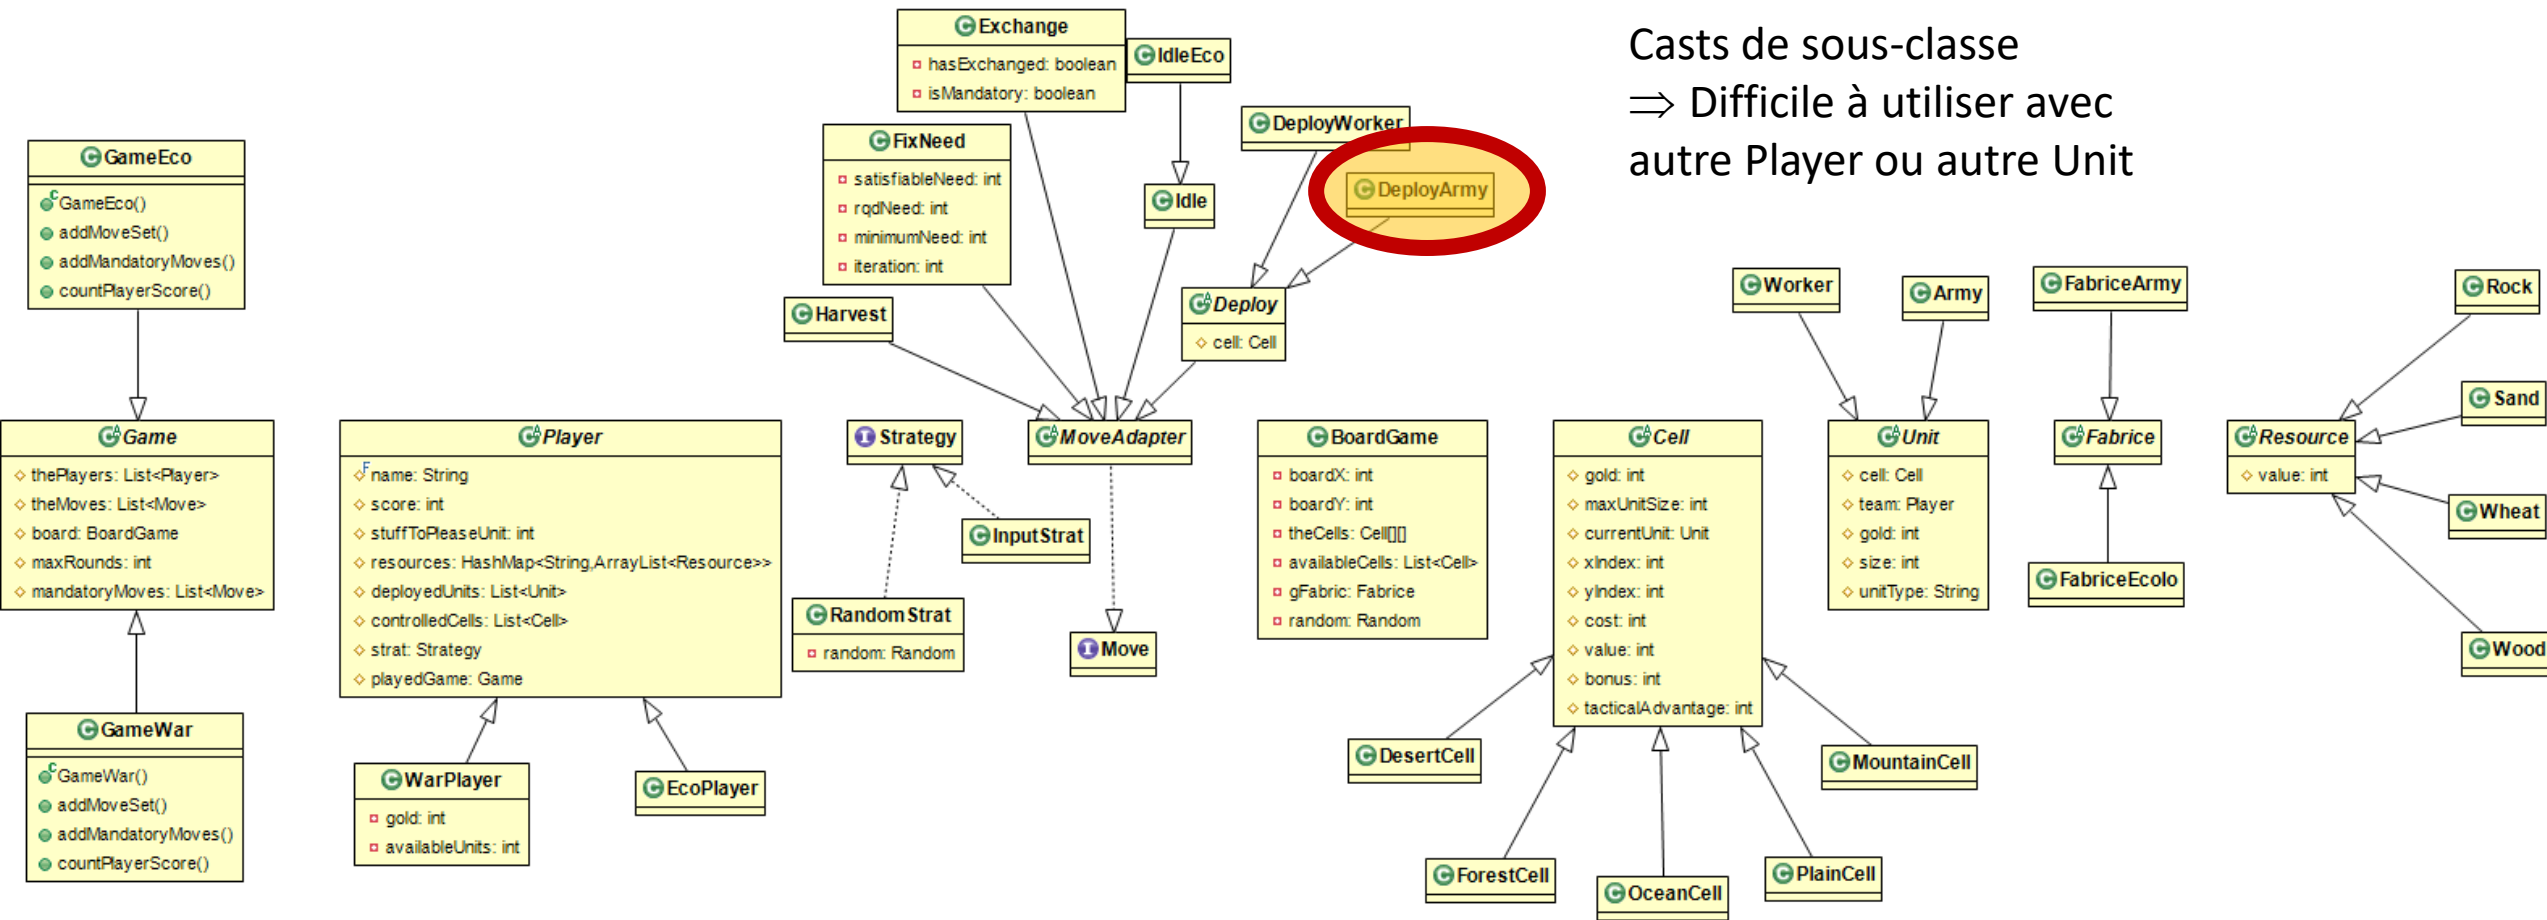 Casts de sous-classe
⇒ Difficile à utiliser avec
autre Player ou autre Unit
Exchange
hasExchanged: boolean
isMandatory: boolean
IdleEco
DeployWorker
DeployArmy
FixNeed
satisfiableNeed: int
rqdNeed: int
minimumNeed: int
iteration: int
Idle
Harvest
Deploy
cell: Cell
GameEco
GameEco()
addMoveSet()
addMandatoryMoves()
countPlayerScore()
Worker
Army
FabriceArmy
Rock
Sand
Game
thePlayers: List<Player>
theMoves: List<Move>
board: BoardGame
maxRounds: int
mandatoryMoves: List<Move>
Player
name: String
score: int
stuffToPleaseUnit: int
resources: HashMap<String,ArrayList<Resource>>
deployedUnits: List<Unit>
controlledCells: List<Cell>
strat: Strategy
playedGame: Game
Strategy
InputStrat
RandomStrat
random: Random
MoveAdapter
Move
BoardGame
boardX: int
boardY: int
theCells: Cell[][]
availableCells: List<Cell>
gFabric: Fabrice
random: Random
Cell
gold: int
maxUnitSize: int
currentUnit: Unit
xIndex: int
yIndex: int
cost: int
value: int
bonus: int
tacticalAdvantage: int
Unit
cell: Cell
team: Player
gold: int
size: int
unitType: String
Fabrice
FabriceEcolo
Resource
value: int
Wheat
Wood
GameWar
GameWar()
addMoveSet()
addMandatoryMoves()
countPlayerScore()
WarPlayer
gold: int
availableUnits: int
EcoPlayer
DesertCell
MountainCell
ForestCell
OceanCell
PlainCell